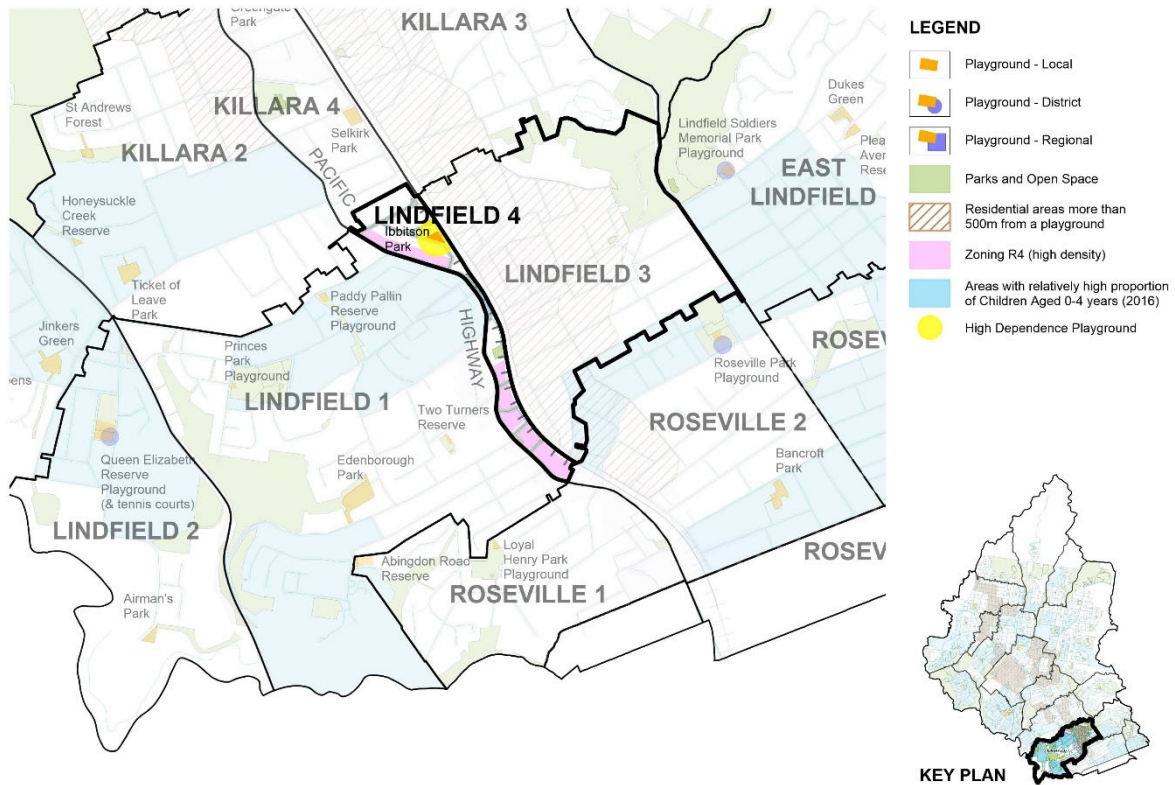 Greengate
Park
KILLARA 3
St Andrews
Forest
KILLARA 4
Selkirk
Park
KILLARA 2
PACIFIC
Honeysuckle
Creek
Reserve
Ticket of
Leave
Park
Jinkers
Green
LINDFIELD 4
Ibbitson
Park
Lindfield Soldiers
Memorial Park
Playground
Dukes
Green
EAST
LINDFIELD
LINDFIELD 3
HIGHWAY
Paddy Pallin
Reserve
Playground
Princes
Park
Playground
LINDFIELD 1
Two Turners
Reserve
Edenborough
Park
Queen Elizabeth
Reserve
Playground
(& tennis courts)
LINDFIELD 2
Airman's
Park
Abingdon Road
Reserve
Loyal
Henry Park
Playground
ROSEVILLE 1
Roseville Park
Playground
ROSEVILLE 2
Bancroft
Park
LEGEND
Playground - Local
Playground - District
Playground - Regional
Parks and Open Space
Residential areas more than
500m from a playground
Zoning R4 (high density)
Areas with relatively high proportion
of Children Aged 0-4 years (2016)
High Dependence Playground
KEY PLAN